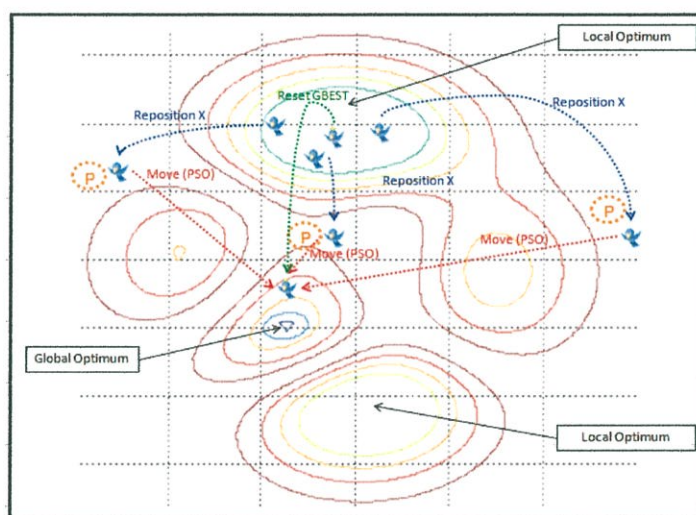 Local Optimum
Reset GBEST
Reposition X
Reposition X
P
Move (PSO)
Reposition X
P
P
Move (PSO)
Move (PSO)
Global Optimum
Local Optimum